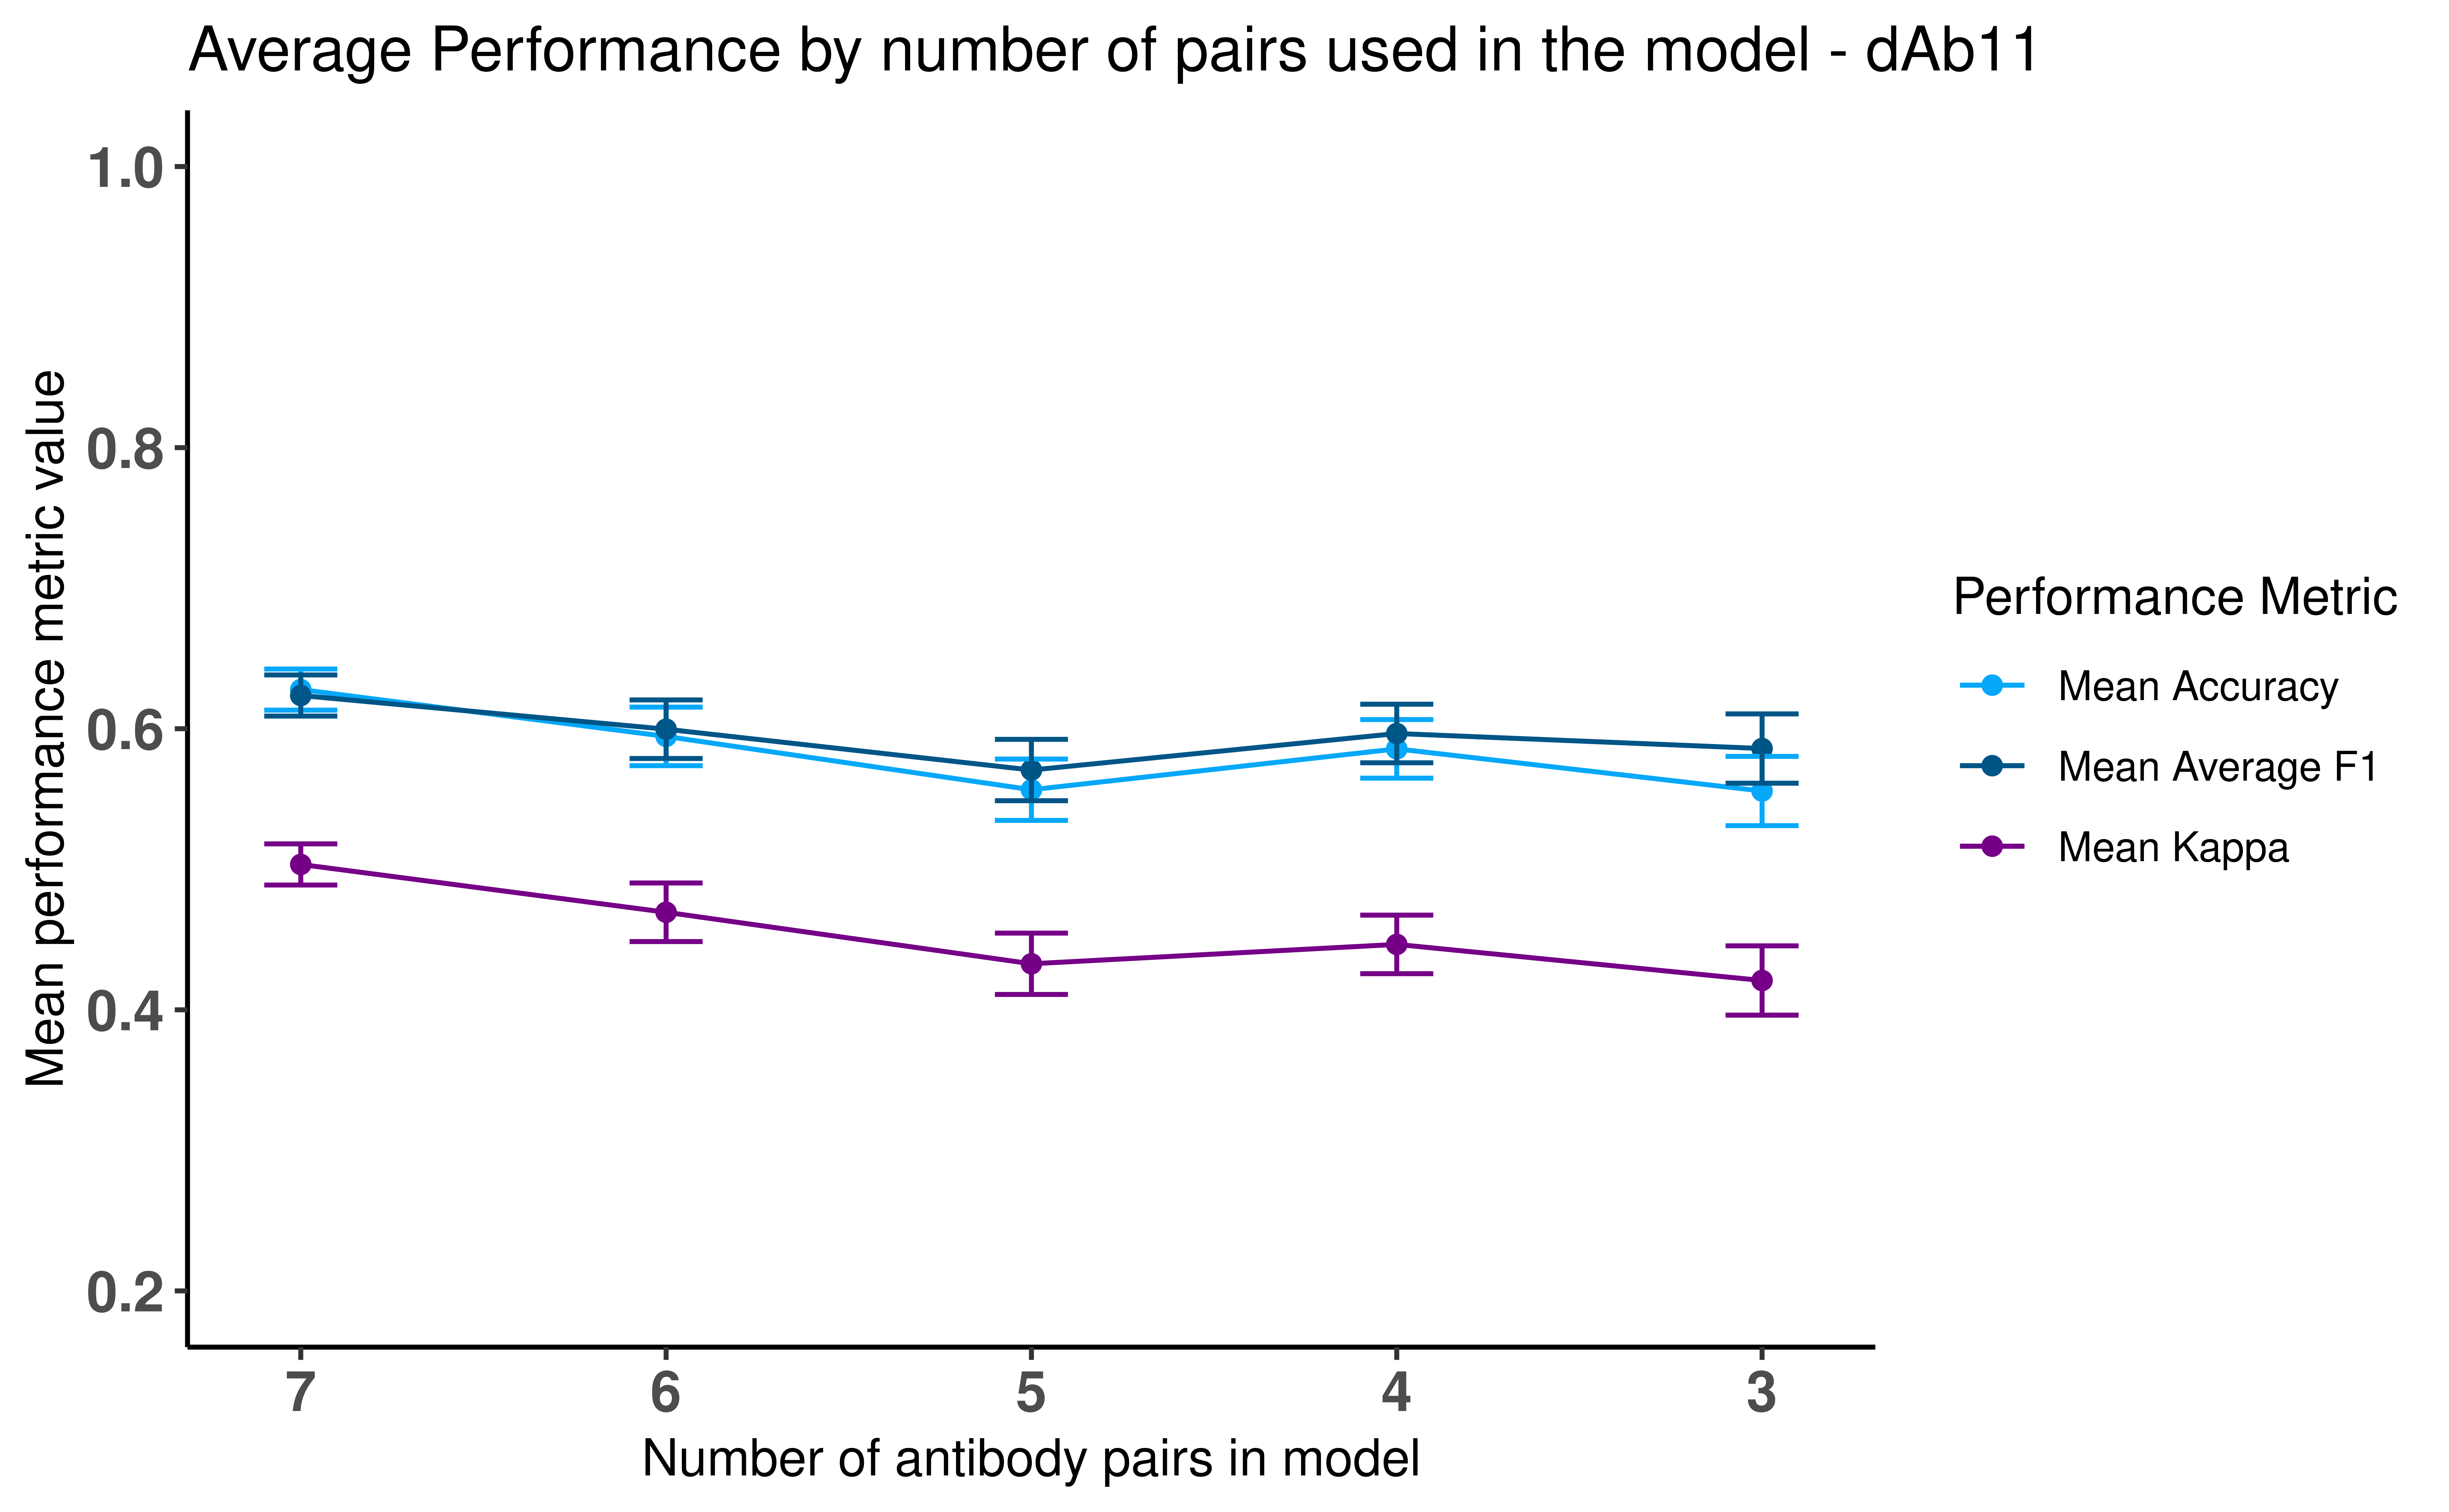 Average Performance by number of pairs used in the model - dAb11
Mean performance metric value
1.0
0.8
0.6
0.4
0.2
7 6 5 4 3
Number of antibody pairs in model
Performance Metric
Mean Accuracy
Mean Average F1
Mean Kappa